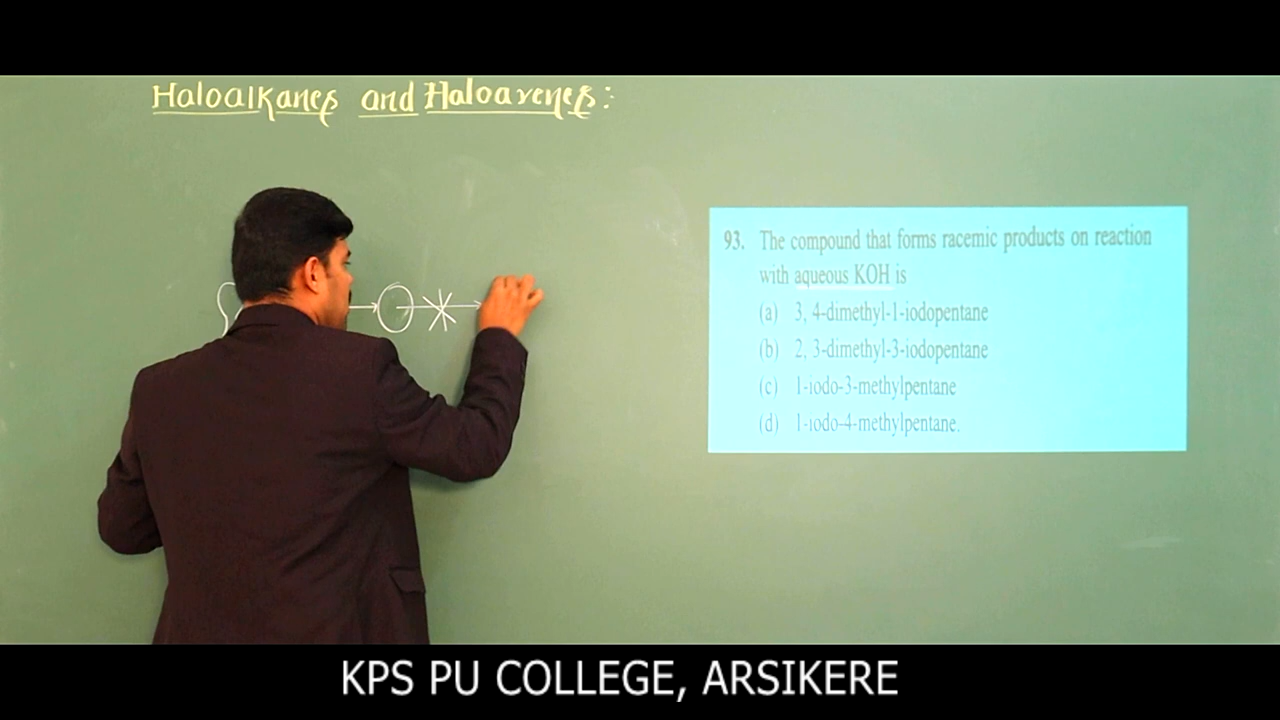 Haloalkanes and Haloarenes:
93. The compound that forms racemic products on reaction
with aqueous KOH is
(a) 3, 4-dimethyl-1-iodopentane
(b) 2, 3-dimethyl-3-iodopentane
(c) 1-iodo-3-methylpentane
(d) 1-iodo-4-methylpentane.
KPS PU COLLEGE, ARSIKERE